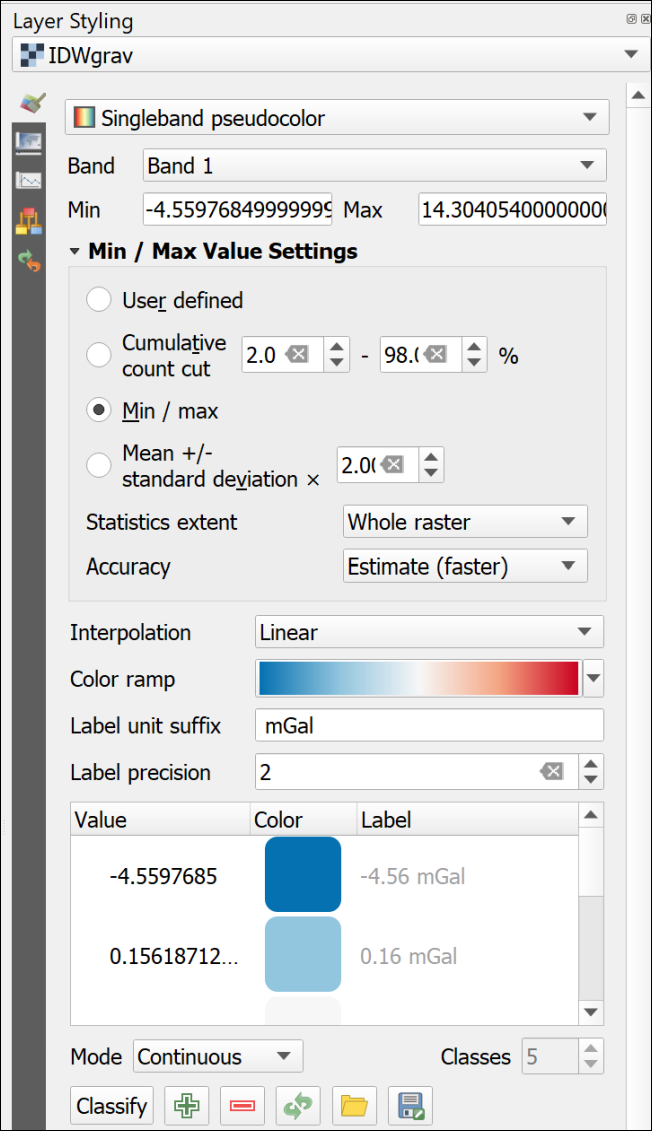 Layer Styling
IDWgrav
Singleband pseudocolor
Band Band 1
Min -4.55976849999999 Max 14.3040540000000
Min / Max Value Settings
User defined
Cumulative
count cut 2.0 - 98.0 %
Min / max
Mean +/-
standard deviation × 2.00
Statistics extent Whole raster
Accuracy Estimate (faster)
Interpolation Linear
Color ramp
Label unit suffix mGal
Label precision 2
Value Color Label
-4.5597685 -4.56 mGal
0.15618712... 0.16 mGal
Mode Continuous Classes 5
Classify